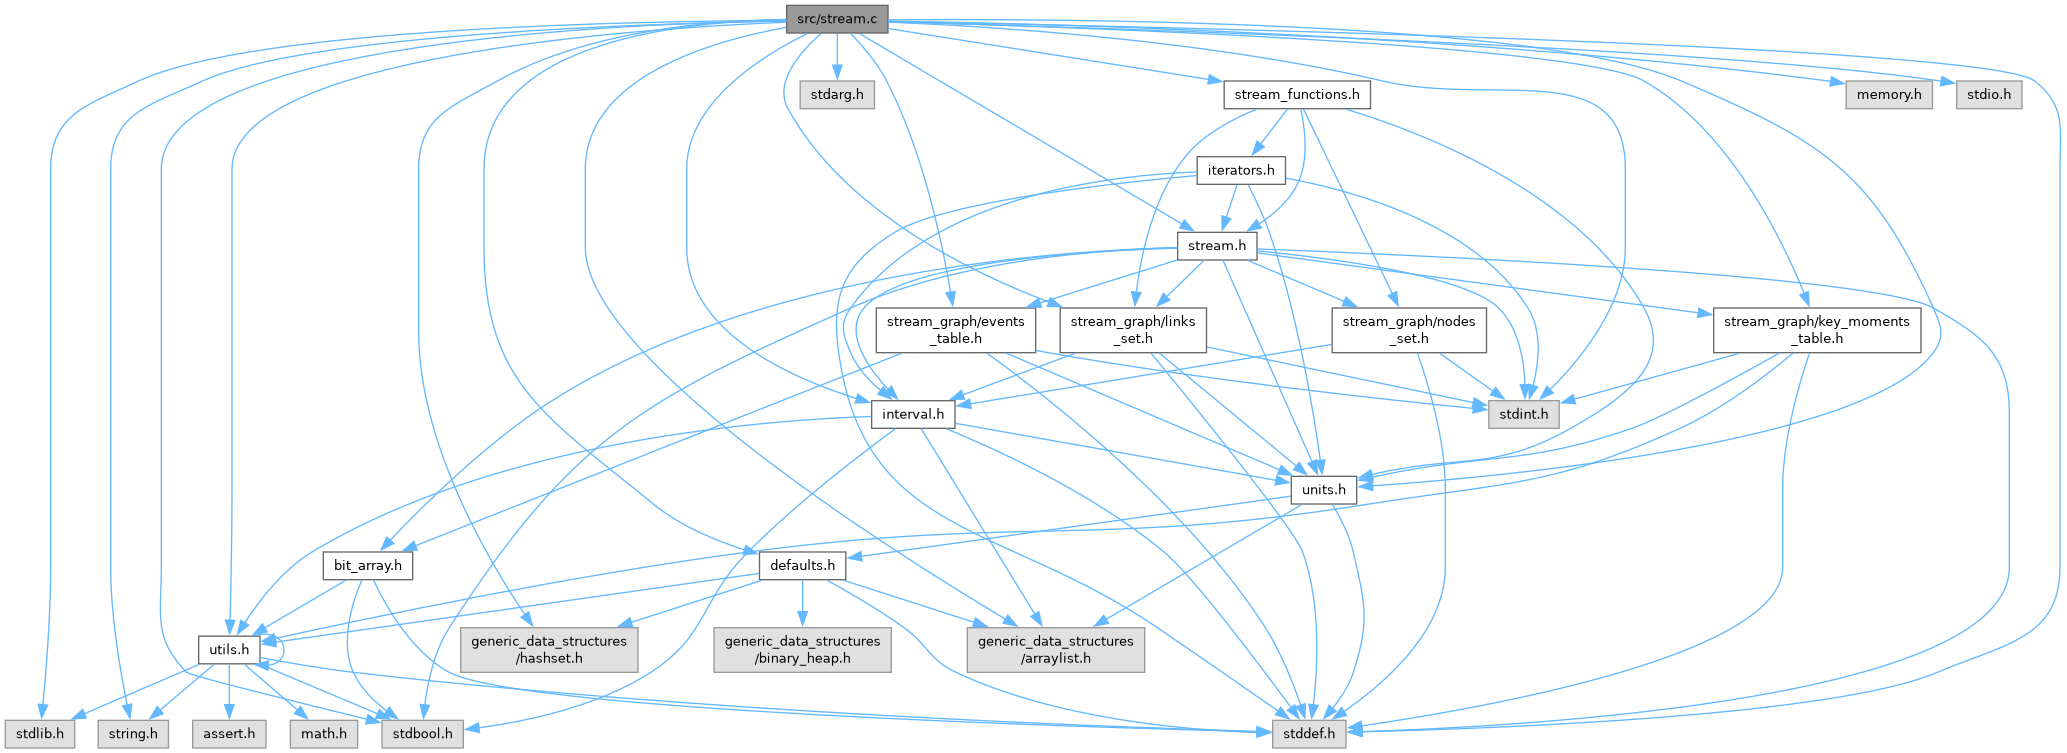 src/stream.c
stdarg.h
stream_functions.h
memory.h
stdio.h
iterators.h
stream.h
stream_graph/events
_table.h
stream_graph/links
_set.h
stream_graph/nodes
_set.h
stream_graph/key_moments
_table.h
interval.h
stdint.h
units.h
bit_array.h
defaults.h
utils.h
generic_data_structures
/hashset.h
generic_data_structures
/binary_heap.h
generic_data_structures
/arraylist.h
stdlib.h
string.h
assert.h
math.h
stdbool.h
stddef.h